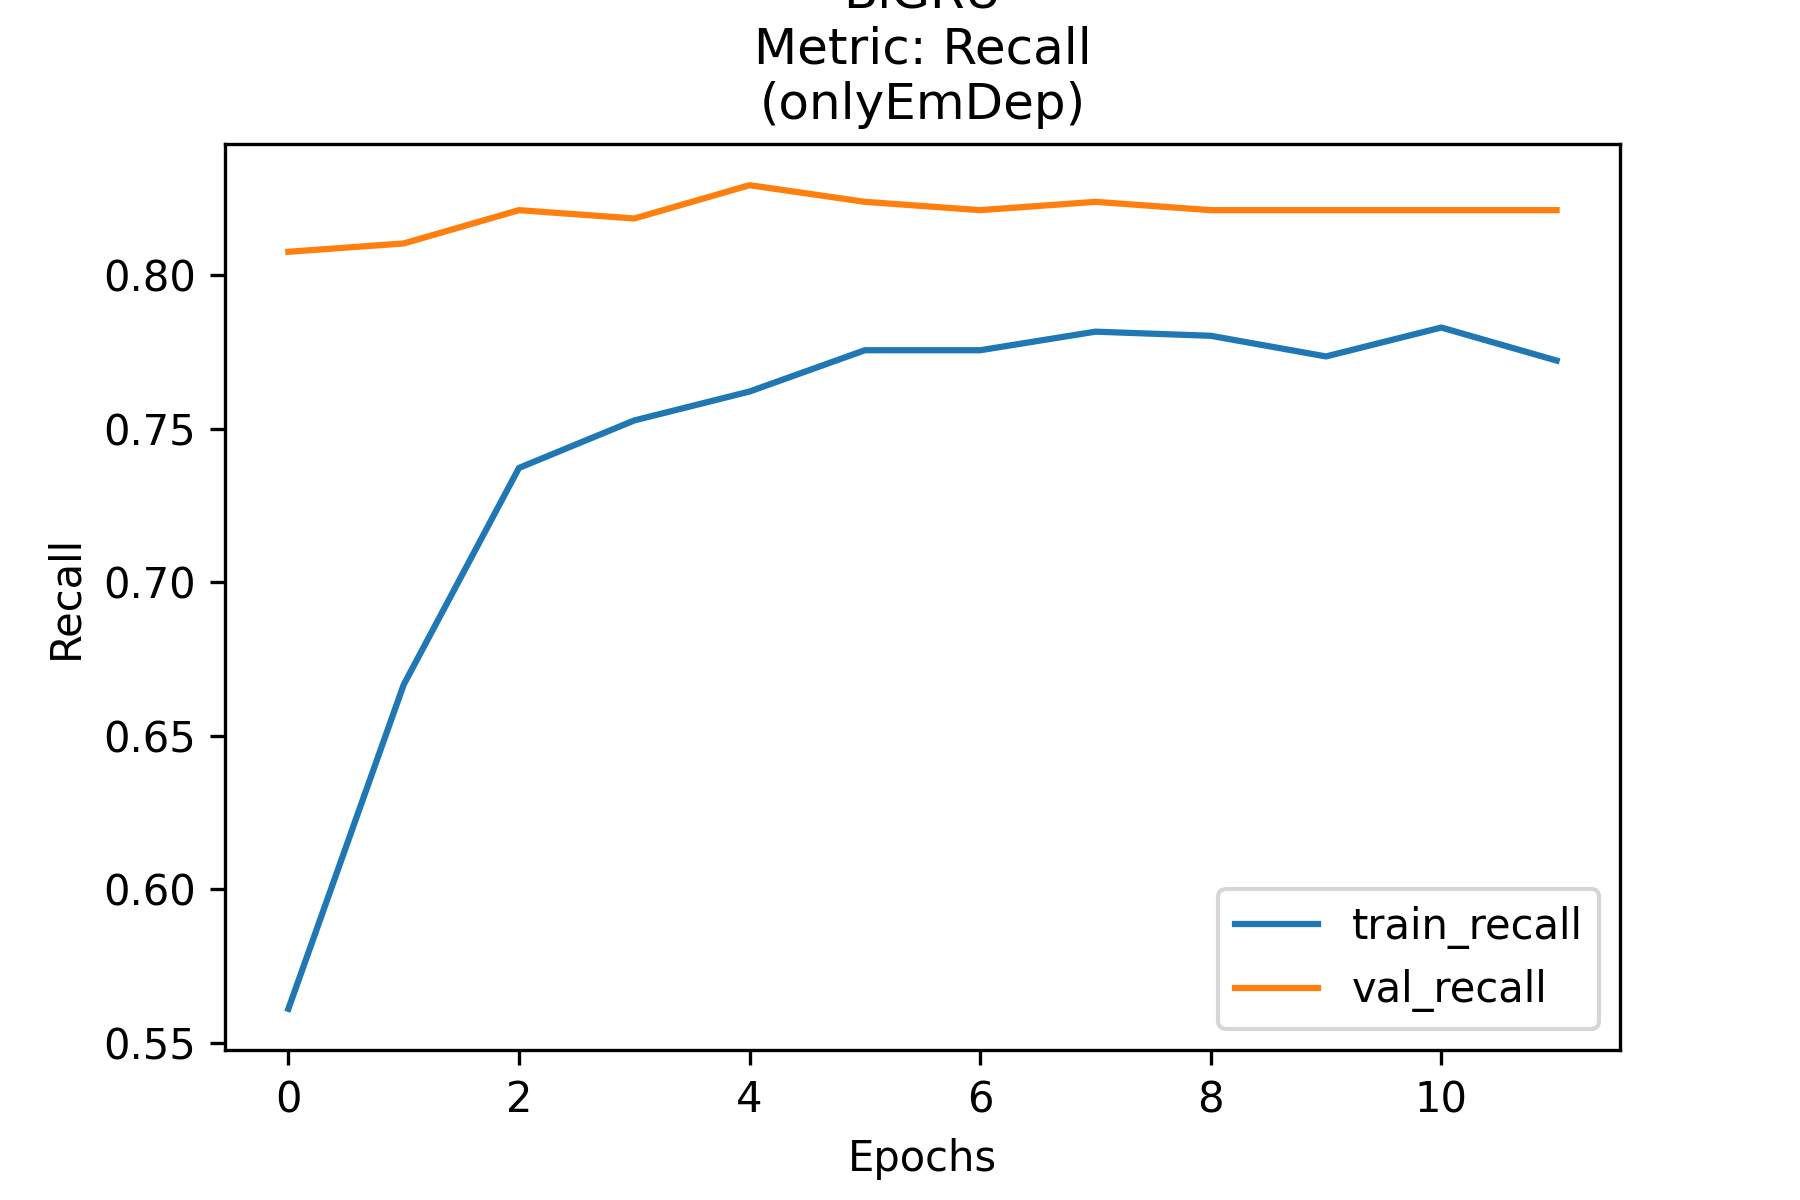 BiGRU
Metric: Recall
(onlyEmDep)
0.80
0.75
0.70
0.65
0.60
0.55
Recall
train_recall
val_recall
0 2 4 6 8 10
Epochs